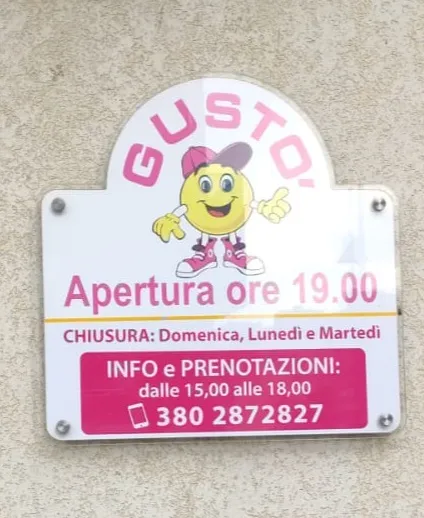 GUSTO'
Apertura ore 19.00
CHIUSURA: Domenica, Lunedì e Martedì
INFO e PRENOTAZIONI:
dalle 15,00 alle 18,00
380 2872827